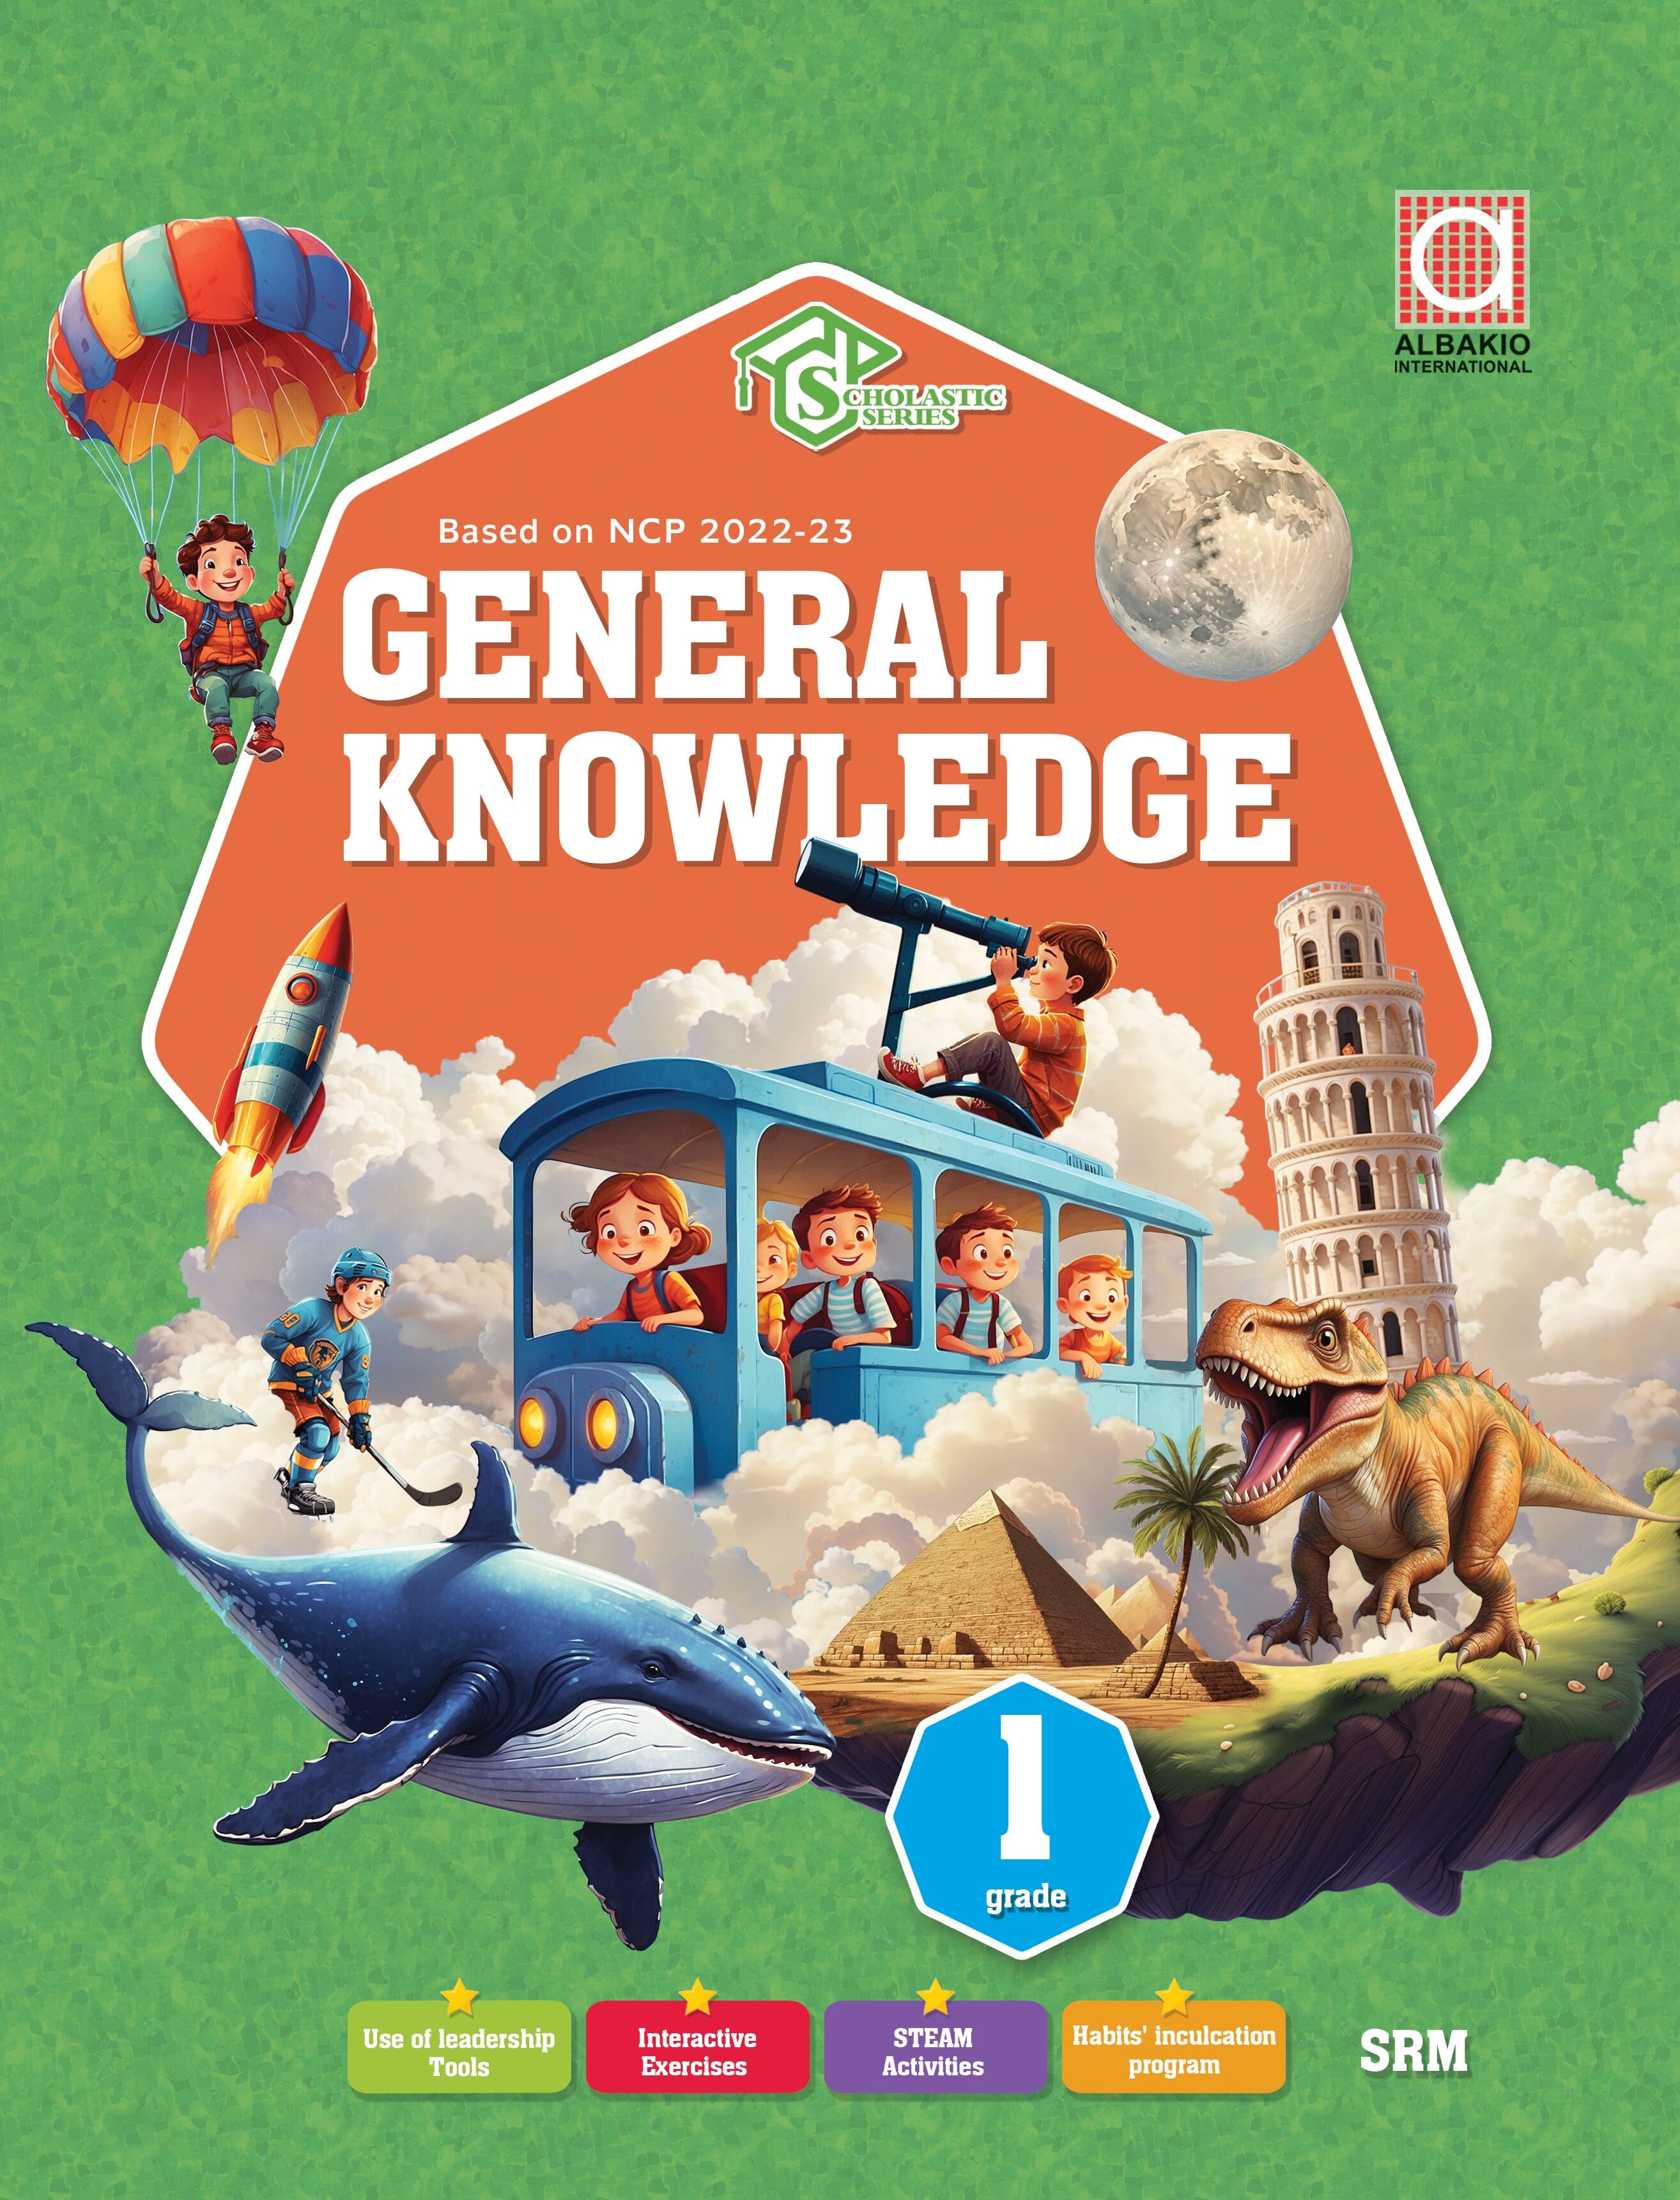 a
ALBAKIO
INTERNATIONAL
SCHOLASTIC
SERIES
Based on NCP 2022-23
GENERAL
KNOWLEDGE
1
grade
Use of leadership
Tools
Interactive
Exercises
STEAM
Activities
Habits' inculcation
program
SRM